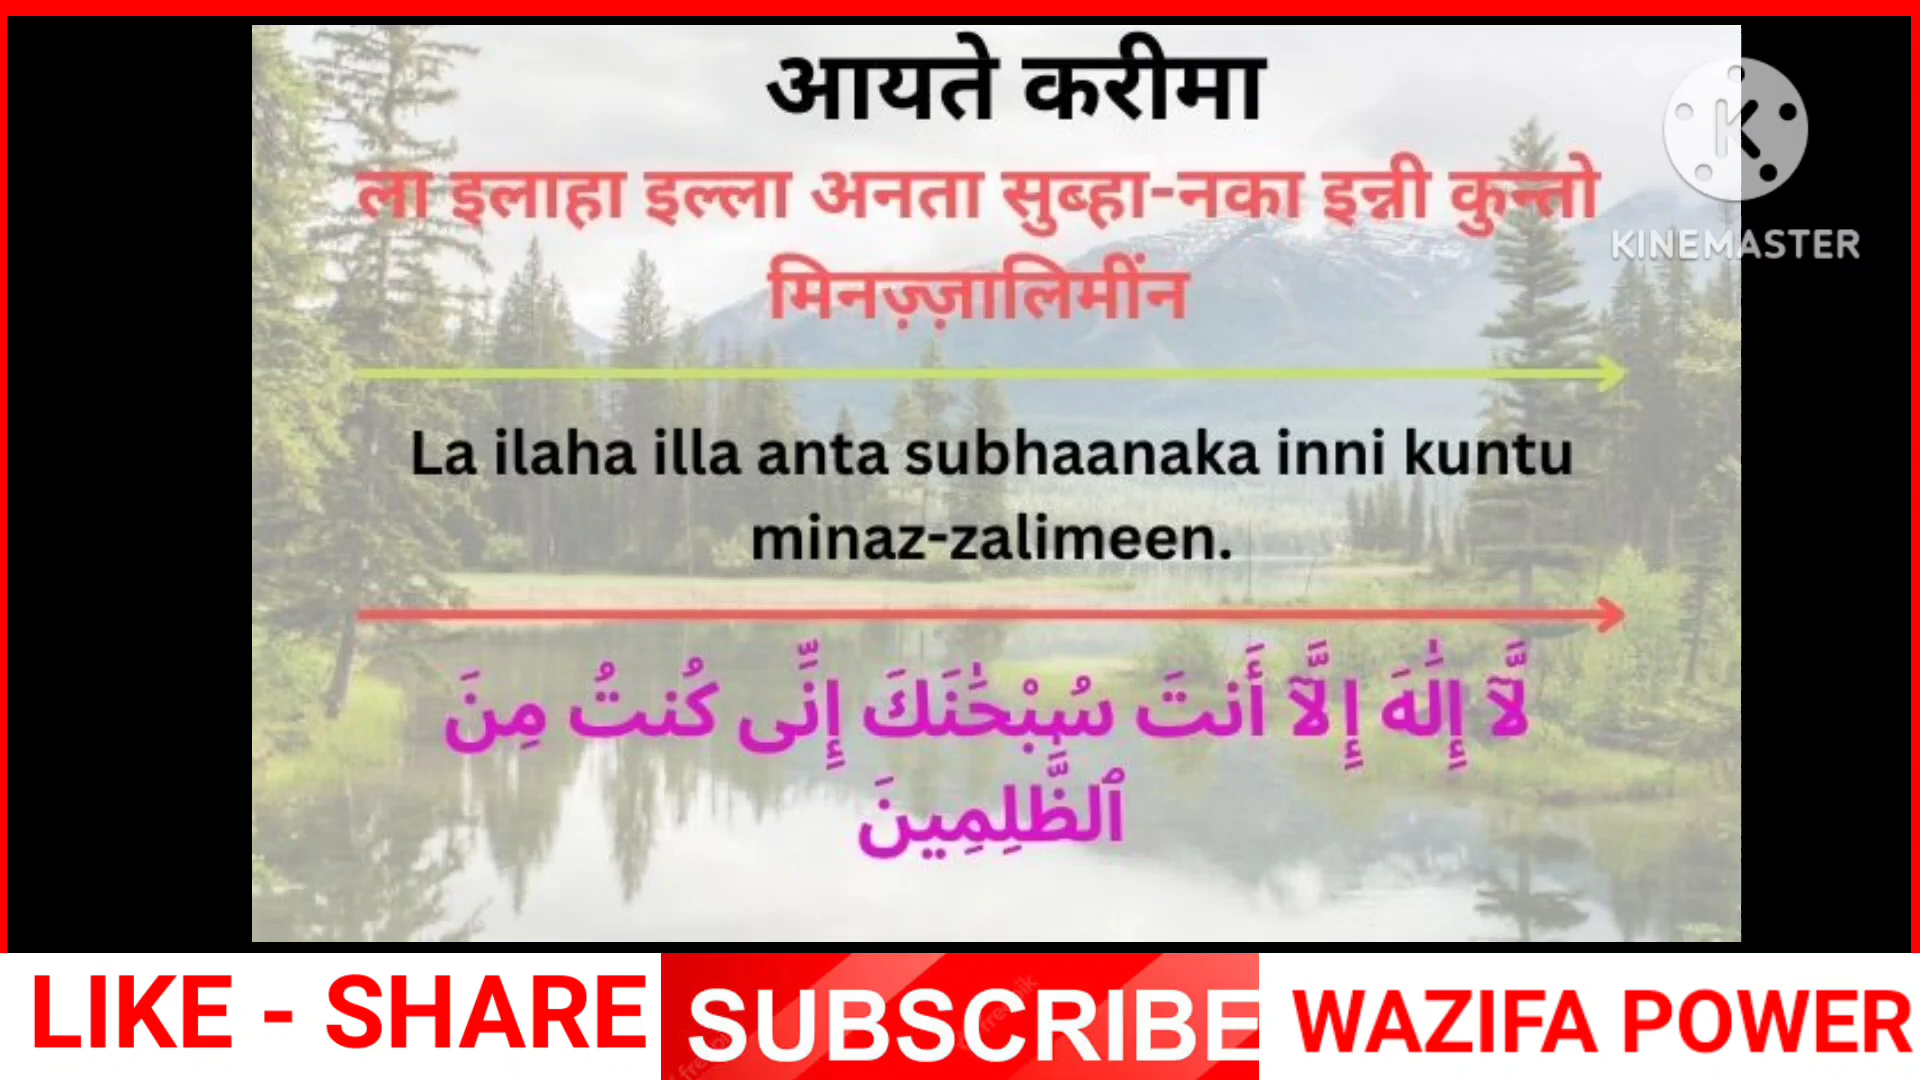 आयते करीमा
ला इलाहा इल्ला अनता सुब्हा-नका इन्नी कुन्तो
मिनज़्ज़ालिमींन
KINEMASTER
La ilaha illa anta subhaanaka inni kuntu
minaz-zalimeen.
لَّآ إِلَٰهَ إِلَّآ أَنتَ سُبْحَٰنَكَ إِنِّى كُنتُ مِنَ
ٱلظَّٰلِمِينَ
LIKE - SHARE SUBSCRIBE WAZIFA POWER